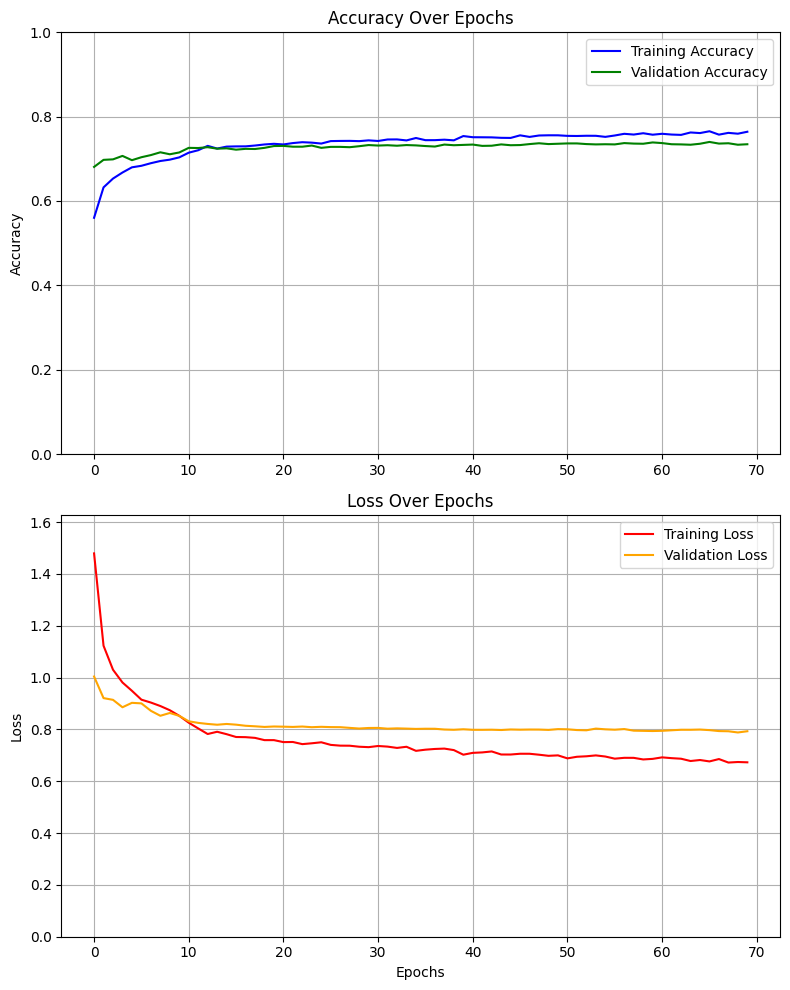 Accuracy Over Epochs
1.0
0.8
0.6
0.4
0.2
0.0
Accuracy
Training Accuracy
Validation Accuracy
0 10 20 30 40 50 60 70
Loss Over Epochs
1.6
1.4
1.2
1.0
0.8
0.6
0.4
0.2
0.0
Loss
Training Loss
Validation Loss
0 10 20 30 40 50 60 70
Epochs